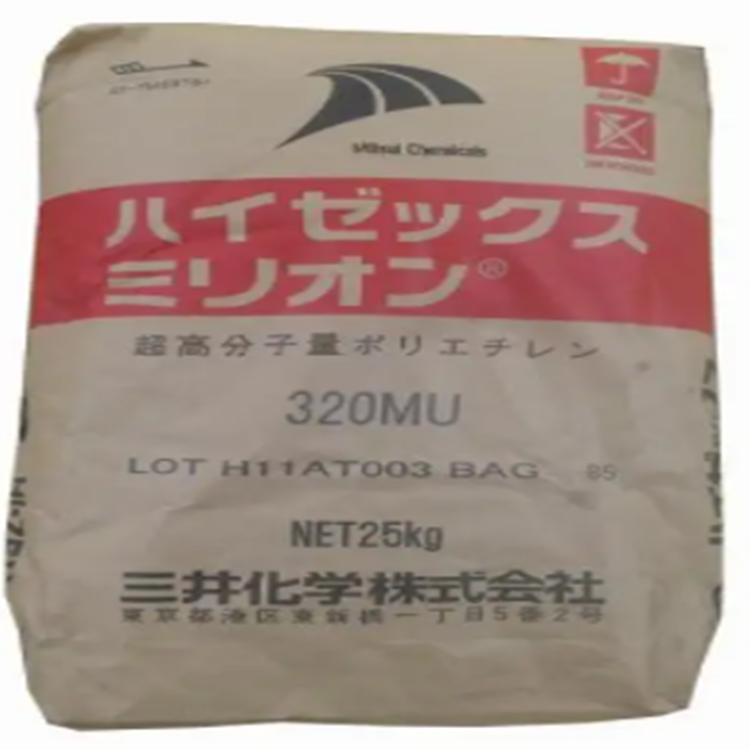 Mitsui Chemicals
ハイゼックス
ミリオン®
超高分子量ポリエチレン
320MU
LOT H11AT003 BAG 85
NET25kg
三井化学株式会社
東京都港区東新橋一丁目5番2号